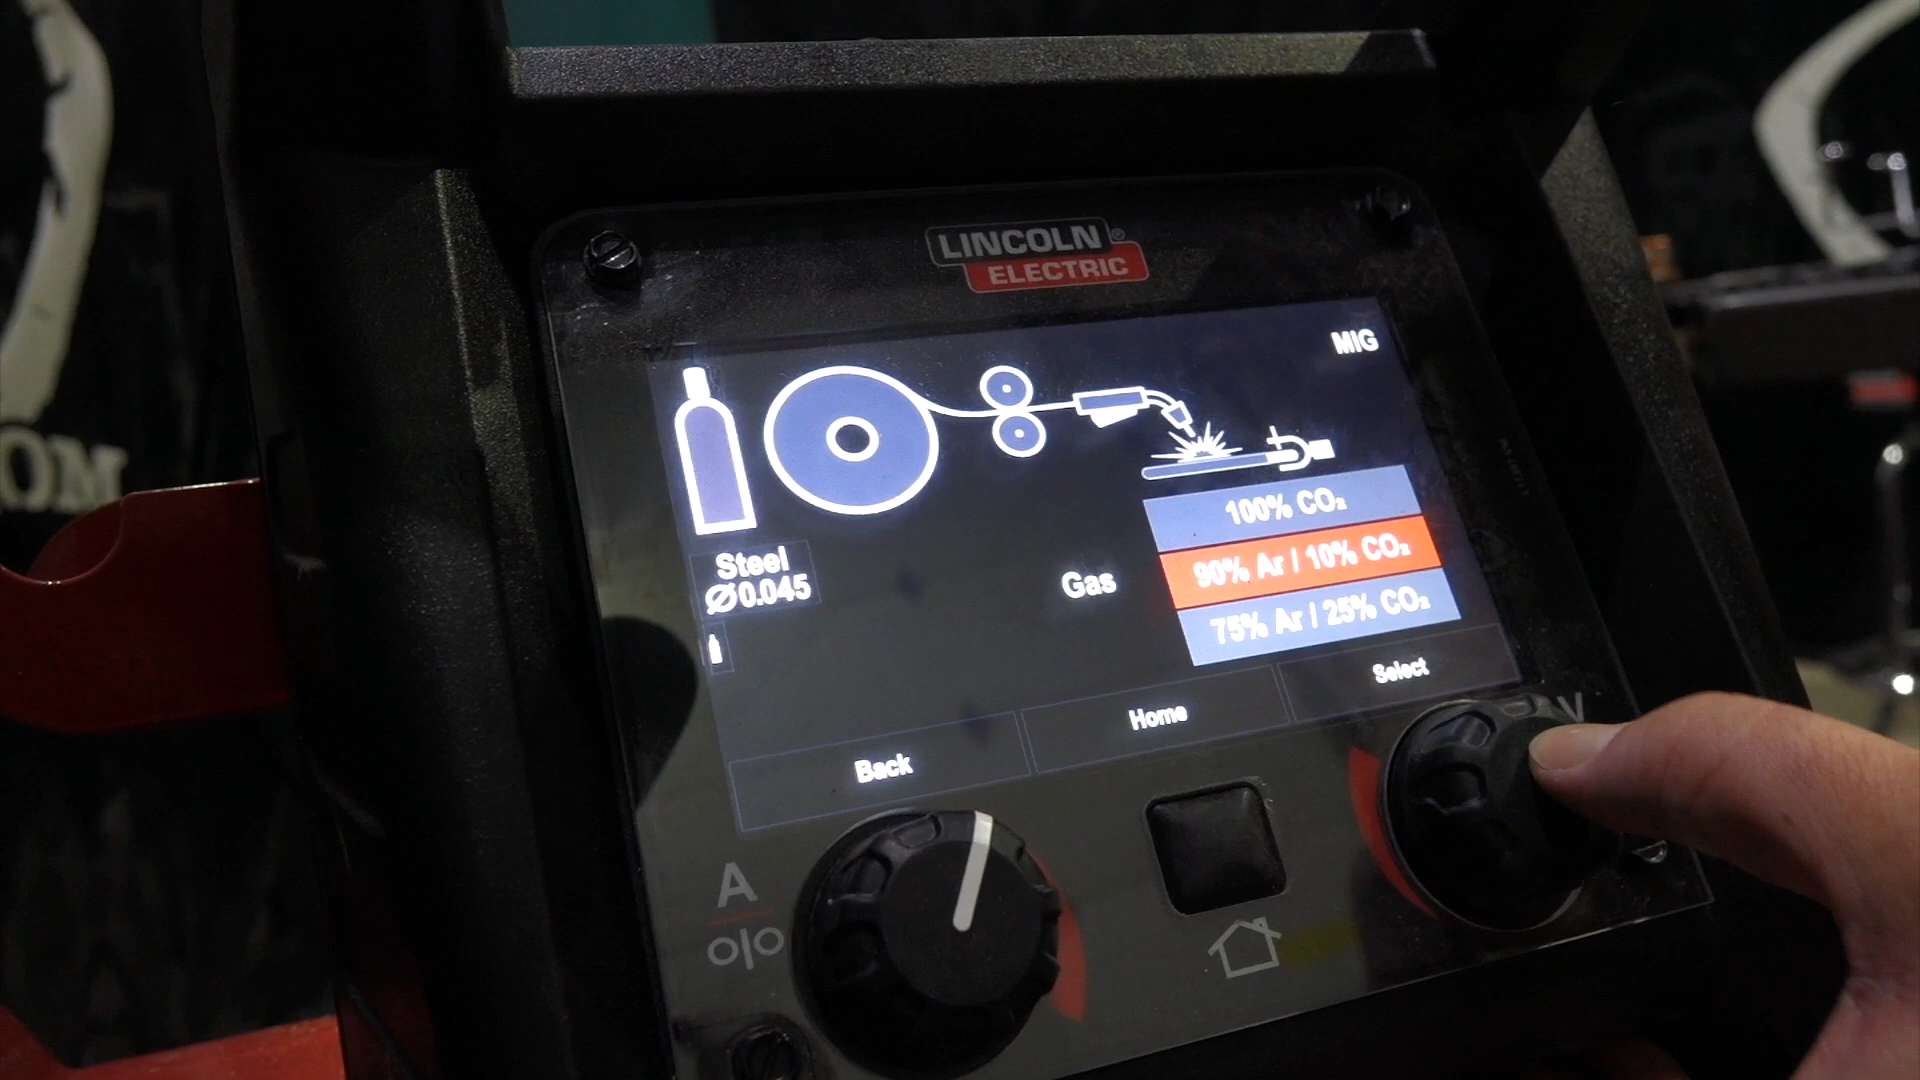 LINCOLN®
ELECTRIC
MIG
Steel
Ø0.045
Gas
100% CO₂
90% Ar / 10% CO₂
75% Ar / 25% CO₂
Select
Home
Back
A
V
OM